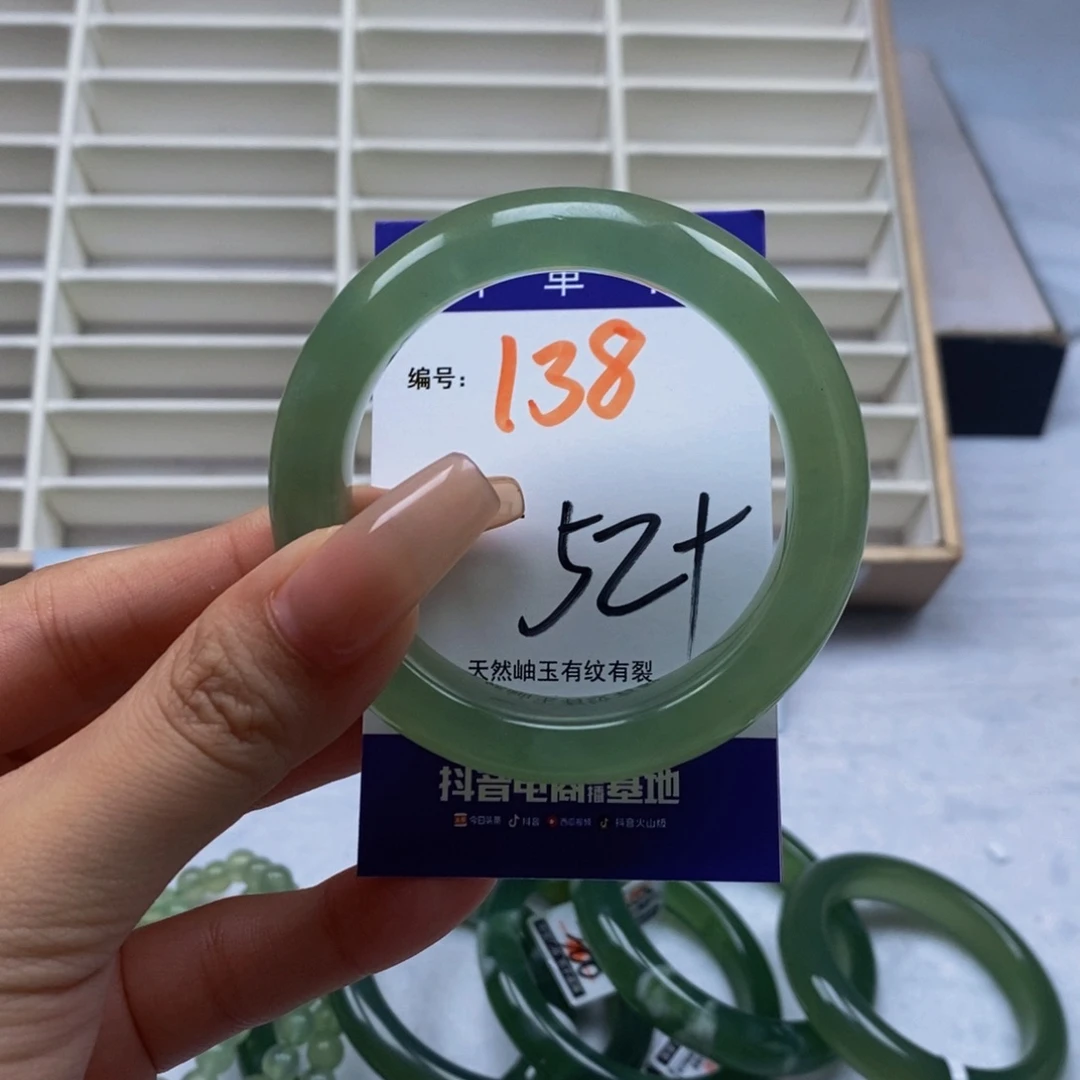 单
编号: 138
52+
天然岫玉有纹有裂
抖音电商直播基地
今日头条 抖音 西瓜视频 抖音火山版